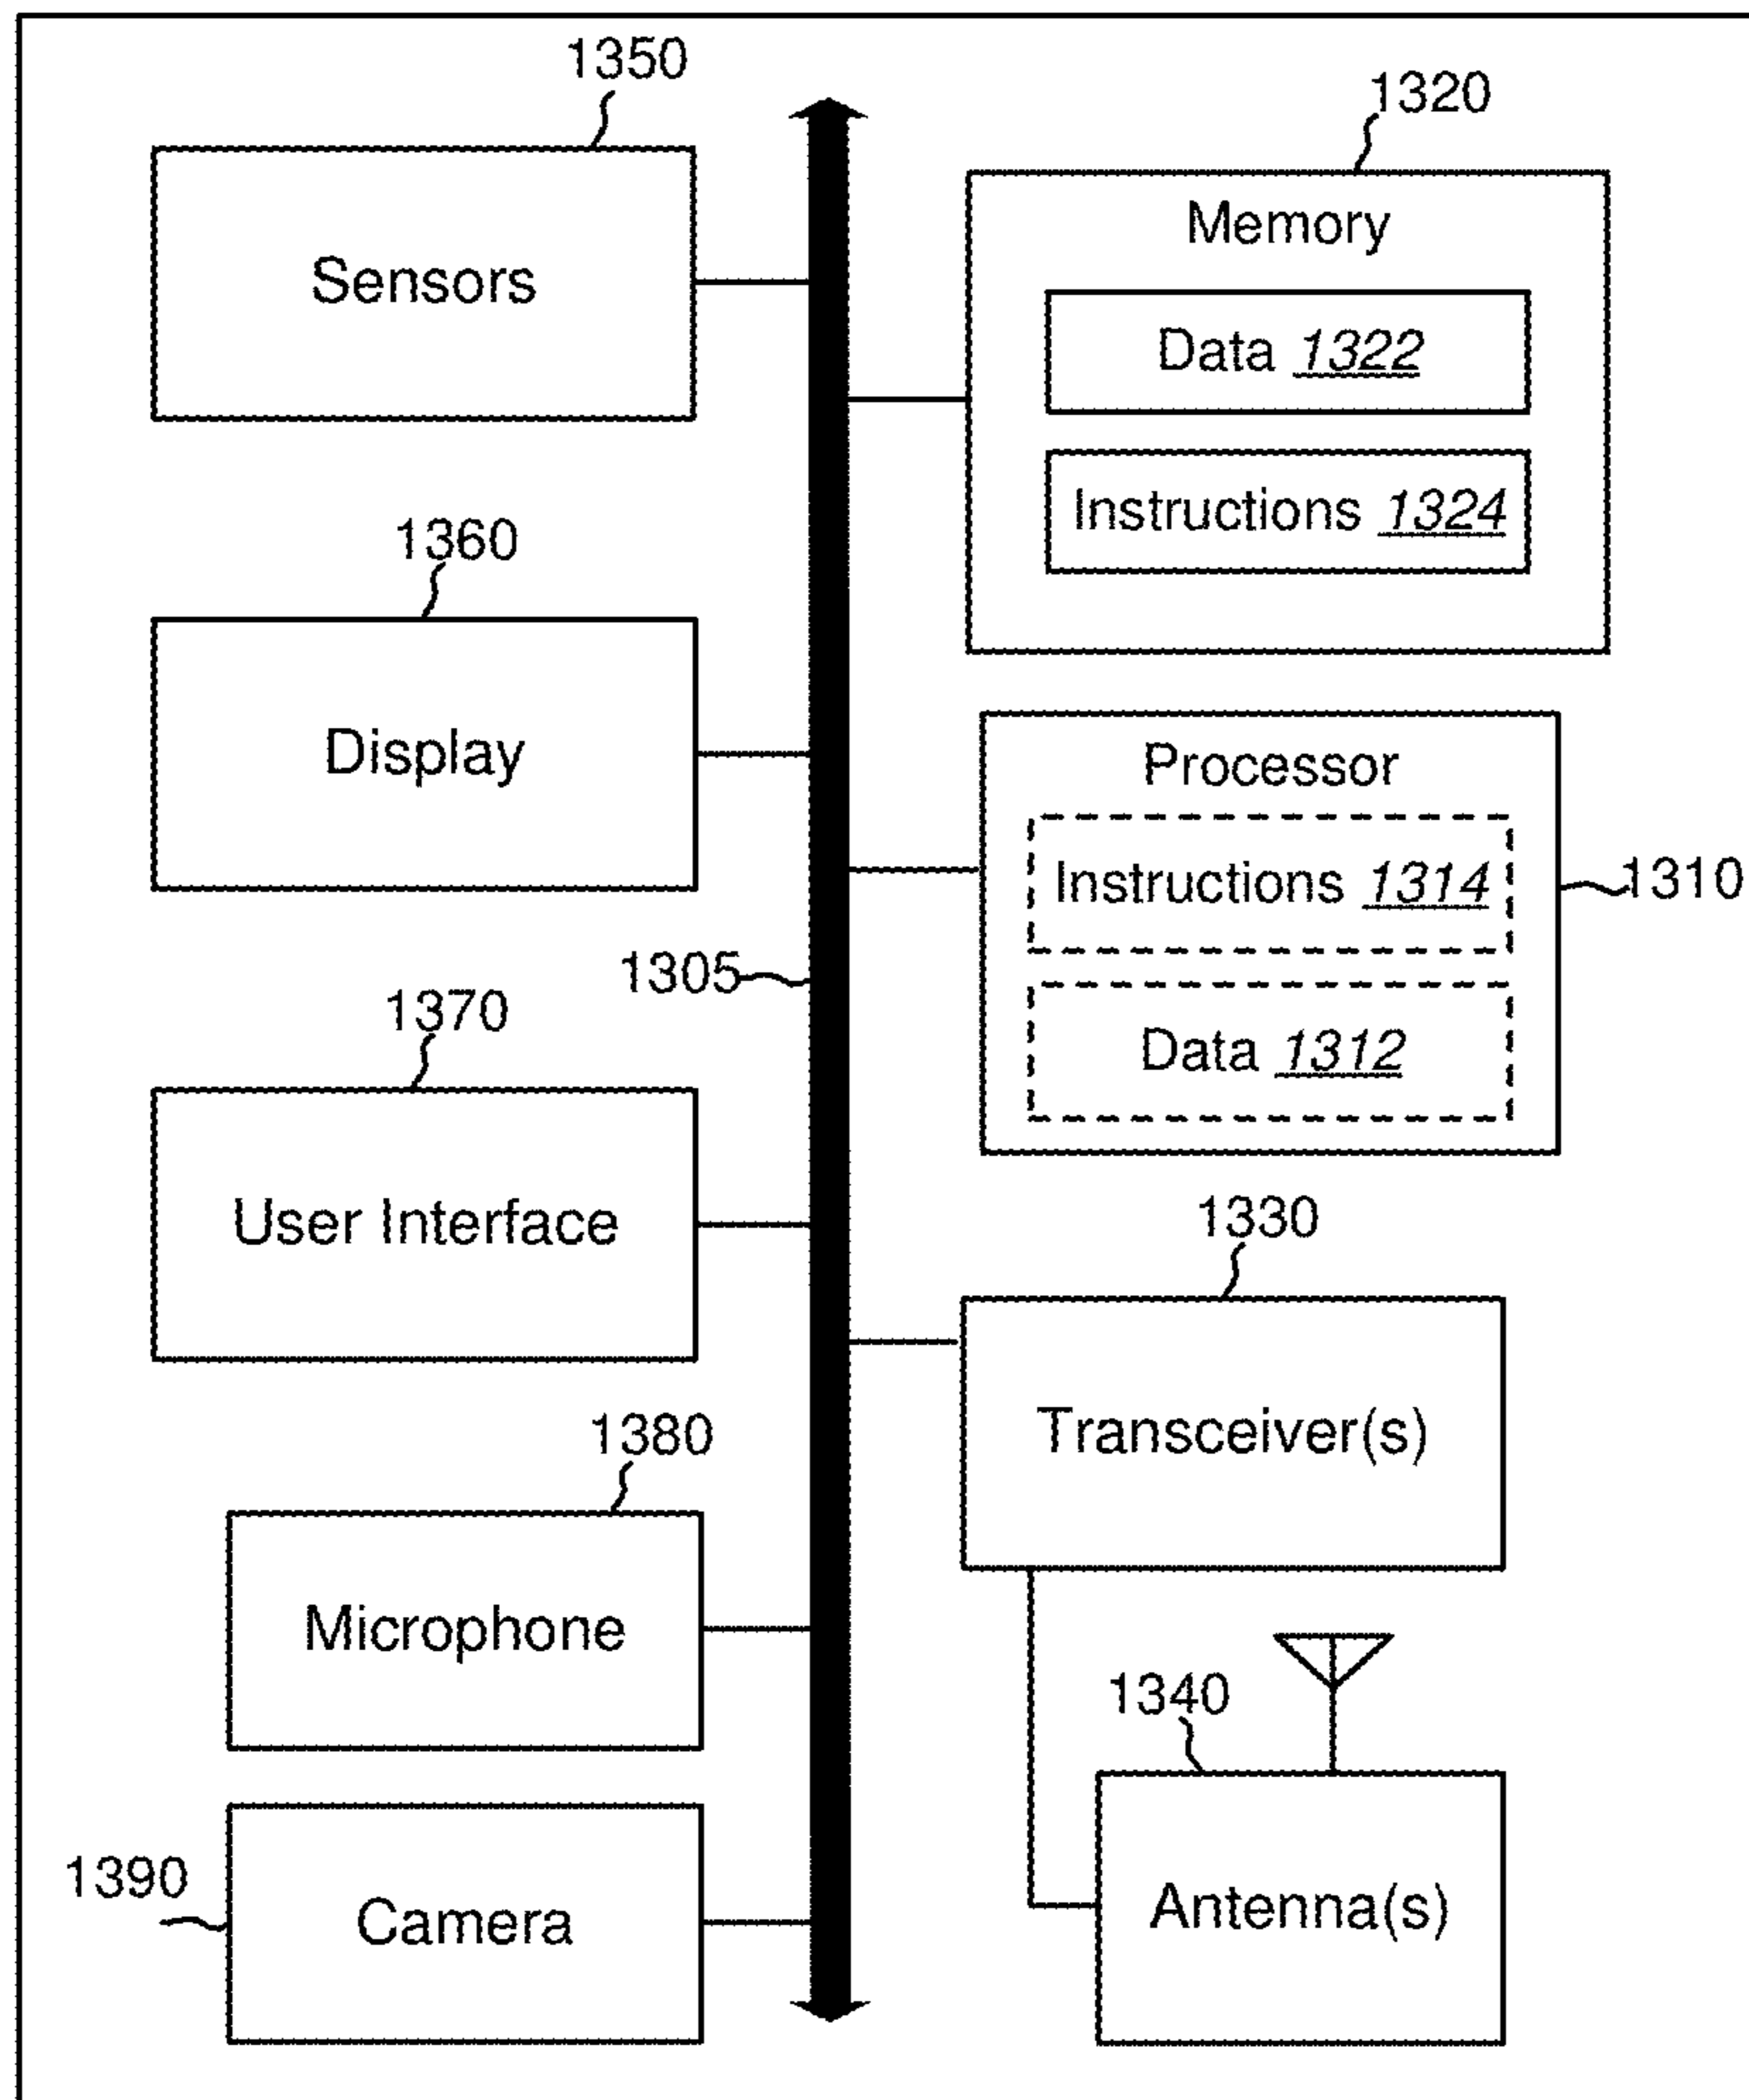 1350
1320
Sensors
Memory
Data 1322
Instructions 1324
1360
Display
Processor
Instructions 1314
1310
Data 1312
1305
1370
User Interface
1330
Transceiver(s)
1380
Microphone
1340
Antenna(s)
1390
Camera